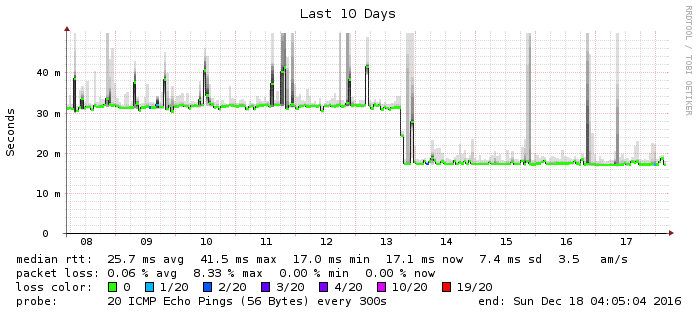 Last 10 Days
RRDTOOL / TOBI OETIKER
Seconds
40 m
30 m
20 m
10 m
0
08 09 10 11 12 13 14 15 16 17
median rtt: 25.7 ms avg 41.5 ms max 17.0 ms min 17.1 ms now 7.4 ms sd 3.5 am/s
packet loss: 0.06 % avg 8.33 % max 0.00 % min 0.00 % now
loss color: 0 1/20 2/20 3/20 4/20 10/20 19/20
probe: 20 ICMP Echo Pings (56 Bytes) every 300s end: Sun Dec 18 04:05:04 2016